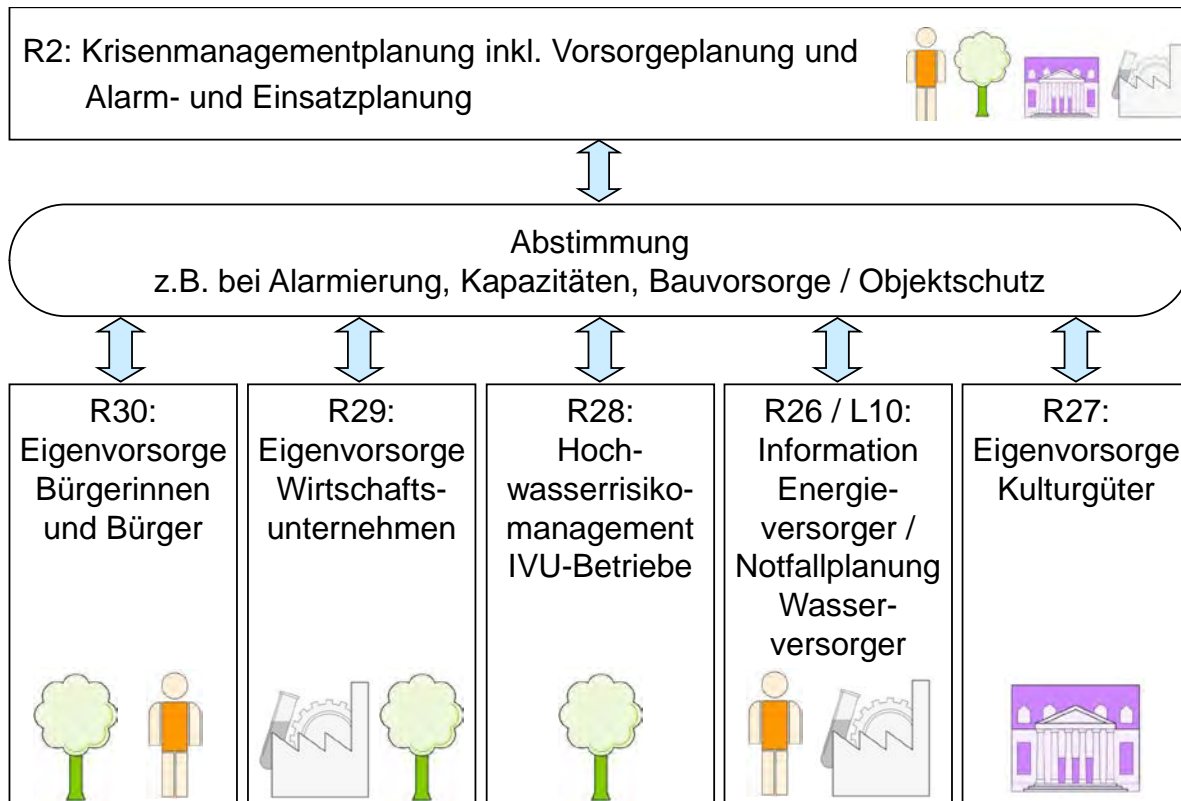 R2: Krisenmanagementplanung inkl. Vorsorgeplanung und
Alarm- und Einsatzplanung
Abstimmung
z.B. bei Alarmierung, Kapazitäten, Bauvorsorge / Objektschutz
R30:
Eigenvorsorge
Bürgerinnen
und Bürger
R29:
Eigenvorsorge
Wirtschafts-
unternehmen
R28:
Hoch-
wasserrisiko-
management
IVU-Betriebe
R26 / L10:
Information
Energie-
versorger /
Notfallplanung
Wasser-
versorger
R27:
Eigenvorsorge
Kulturgüter